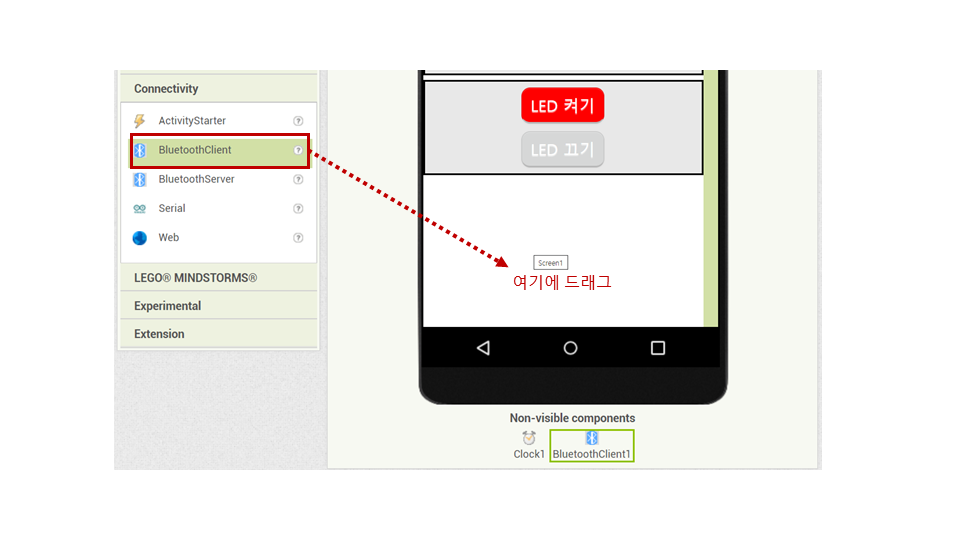 Connectivity
ActivityStarter ?
BluetoothClient ?
BluetoothServer ?
Serial ?
Web ?
LEGO® MINDSTORMS®
Experimental
Extension
LED 켜기
LED 끄기
Screen1
여기에 드래그
Non-visible components
Clock1 BluetoothClient1